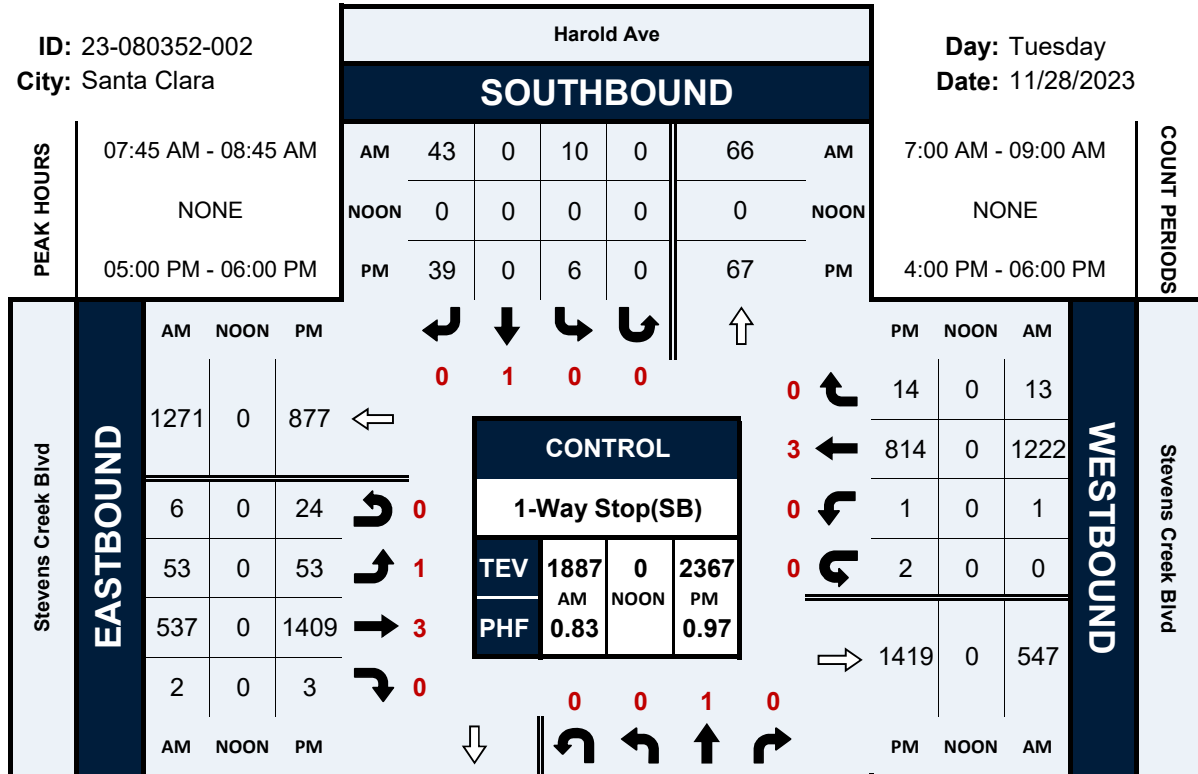 ID: 23-080352-002
City: Santa Clara
Harold Ave
SOUTHBOUND
Day: Tuesday
Date: 11/28/2023
PEAK HOURS
07:45 AM - 08:45 AM
NONE
05:00 PM - 06:00 PM
AM 43 0 10 0 66 AM
NOON 0 0 0 0 0 NOON
PM 39 0 6 0 67 PM
7:00 AM - 09:00 AM
NONE
4:00 PM - 06:00 PM
COUNT PERIODS
0 1 0 0
Stevens Creek Blvd
EASTBOUND
AM NOON PM
1271 0 877
6 0 24 0
53 0 53 1
537 0 1409 3
2 0 3 0
AM NOON PM
CONTROL
1-Way Stop(SB)
TEV 1887 0 2367
AM NOON PM
PHF 0.83 0.97
PM NOON AM
0 14 0 13
3 814 0 1222
0 1 0 1
0 2 0 0
1419 0 547
PM NOON AM
WESTBOUND
Stevens Creek Blvd
0 0 1 0